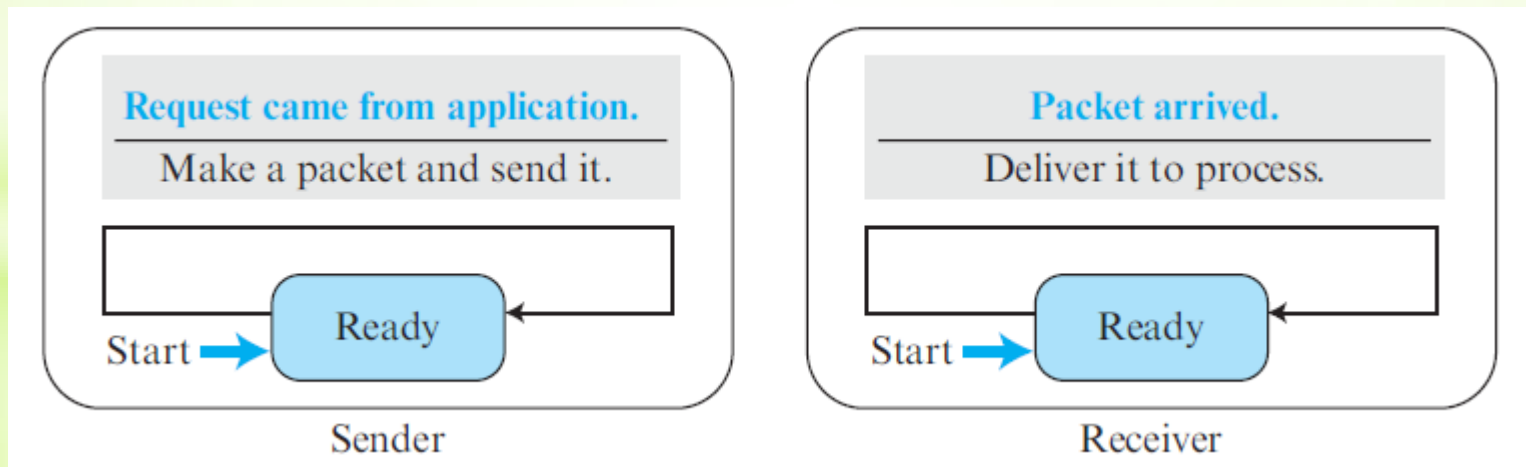 Request came from application.
Make a packet and send it.
Ready
Start
Sender
Packet arrived.
Deliver it to process.
Ready
Start
Receiver